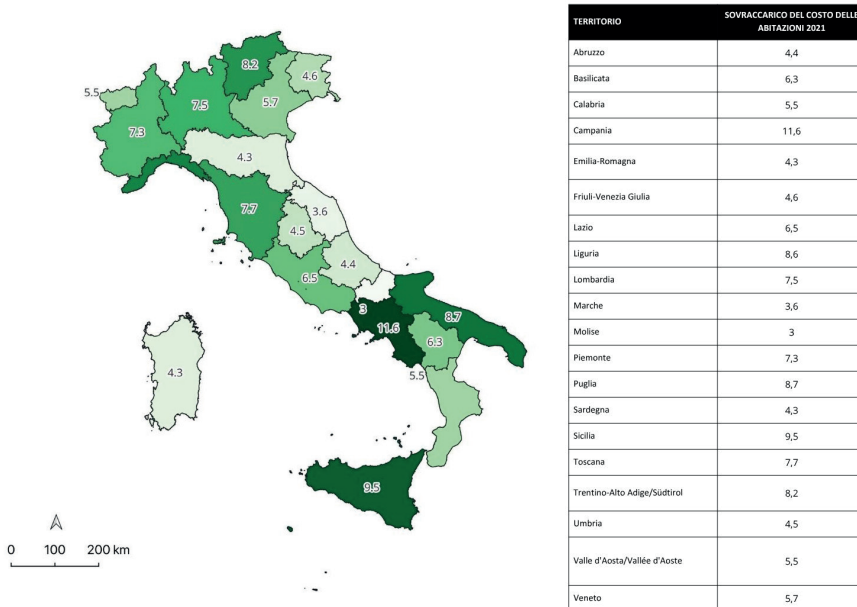 8.2
4.6
5.5
7.5
5.7
7.3
4.3
3.6
7.7
4.5
4.4
6.5
3
8.7
11.6
6.3
4.3
5.5
9.5
0 100 200 km
TERRITORIO SOVRACCARICO DEL COSTO DELLE
ABITAZIONI 2021
Abruzzo 4,4
Basilicata 6,3
Calabria 5,5
Campania 11,6
Emilia-Romagna 4,3
Friuli-Venezia Giulia 4,6
Lazio 6,5
Liguria 8,6
Lombardia 7,5
Marche 3,6
Molise 3
Piemonte 7,3
Puglia 8,7
Sardegna 4,3
Sicilia 9,5
Toscana 7,7
Trentino-Alto Adige/Südtirol 8,2
Umbria 4,5
Valle d'Aosta/Vallée d'Aoste 5,5
Veneto 5,7